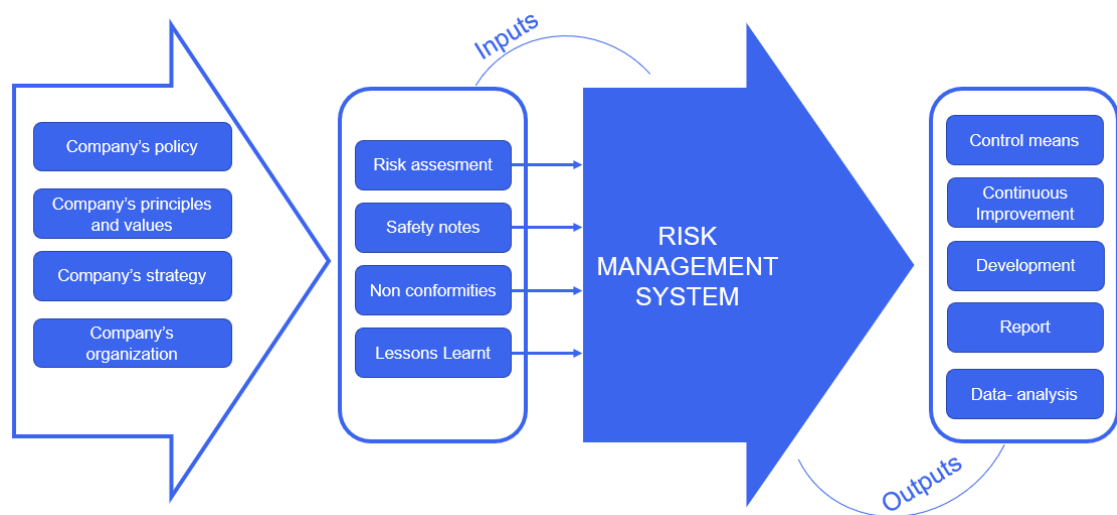 Inputs
Company's policy
Company's principles
and values
Company's strategy
Company's
organization
Risk assesment
Safety notes
Non conformities
Lessons Learnt
RISK
MANAGEMENT
SYSTEM
Control means
Continuous
Improvement
Development
Report
Data- analysis
Outputs